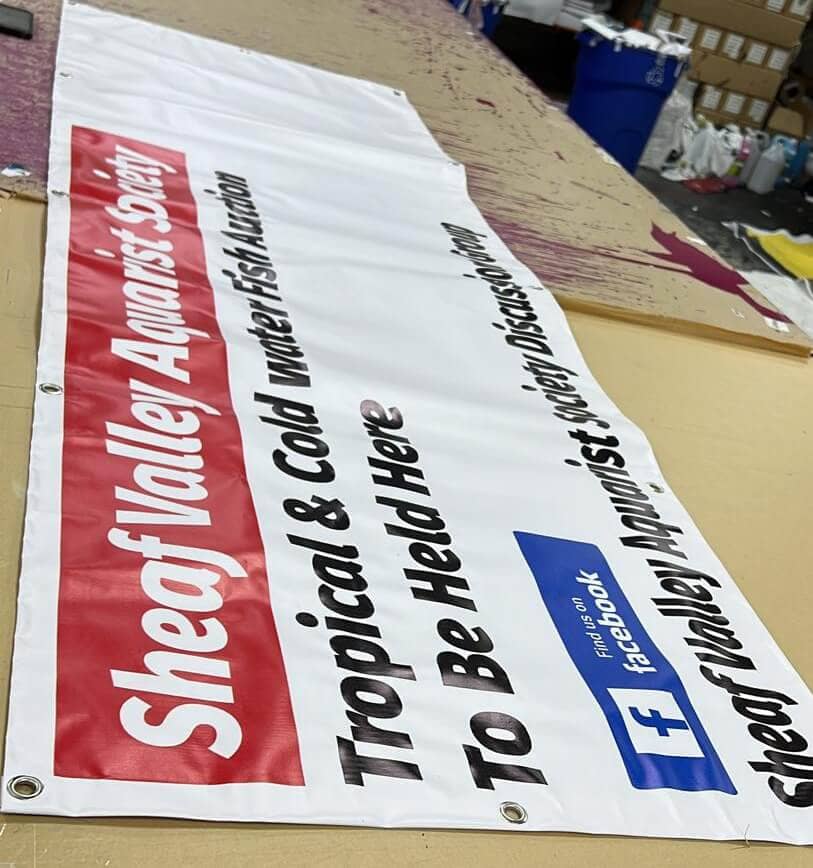 Sheaf Valley Aquarist Society
Tropical & Cold water Fish Auction
To Be Held Here
Find us on
facebook
Sheaf Valley Aquarist Society Discussion Group